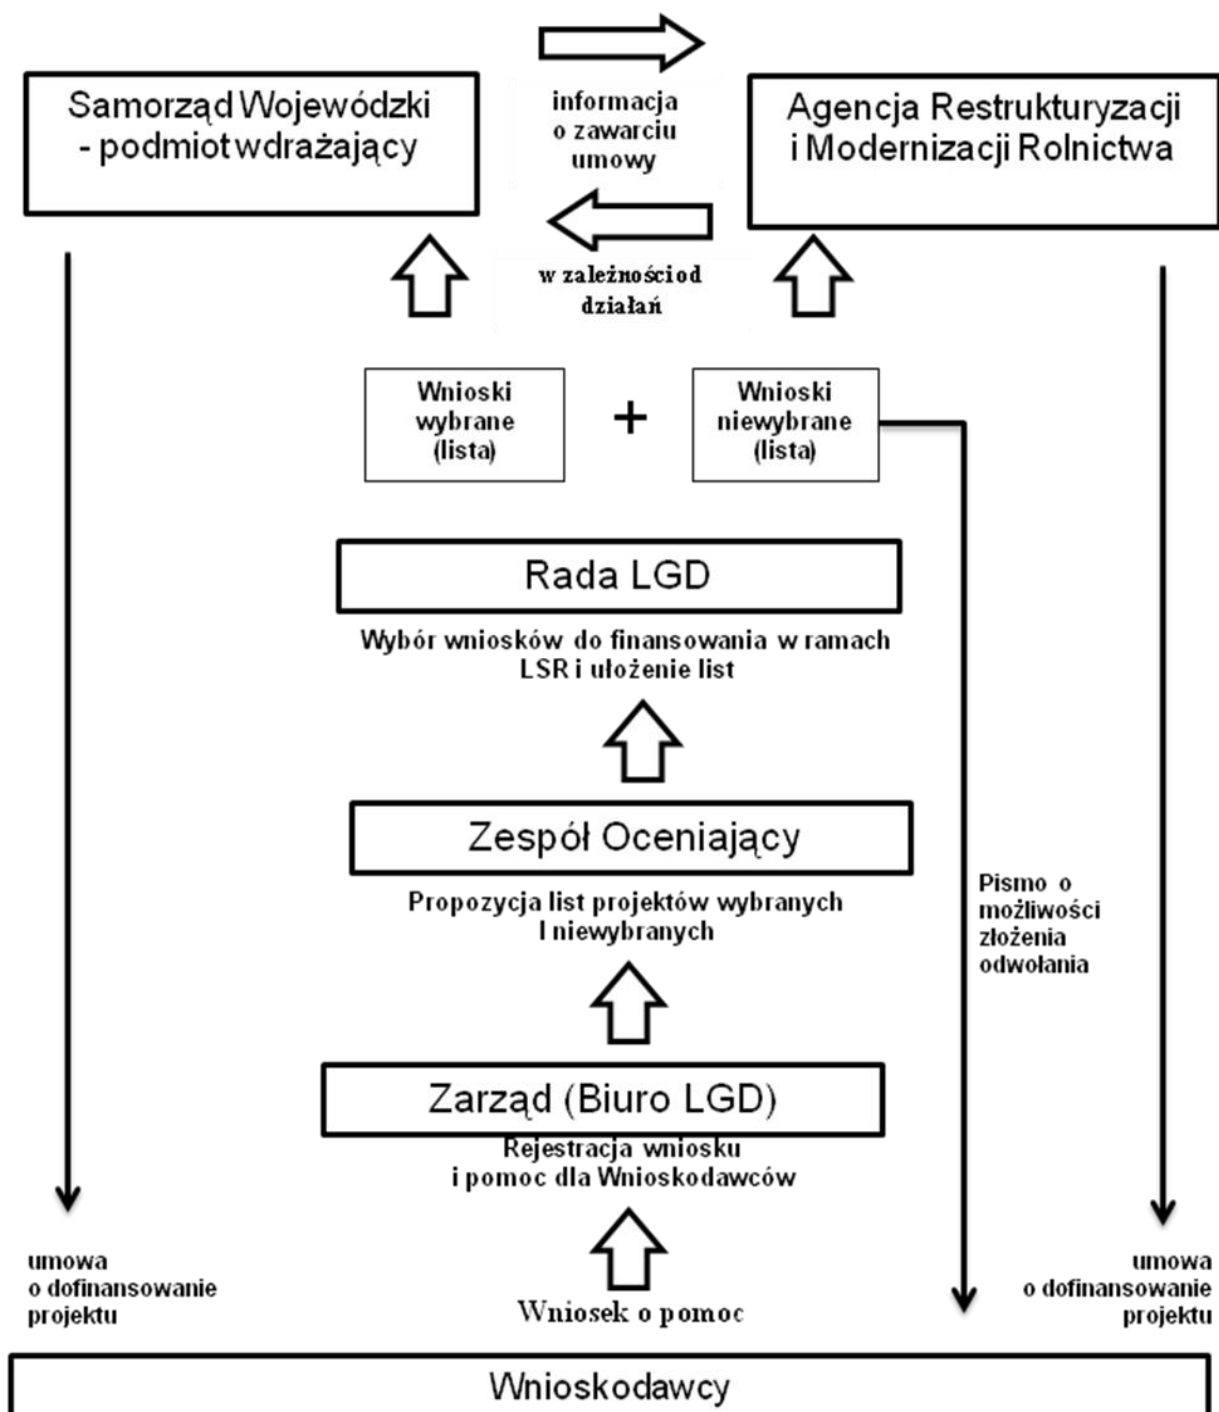 Samorząd Wojewódzki
- podmiot wdrażający
informacja
o zawarciu
umowy
Agencja Restrukturyzacji
i Modernizacji Rolnictwa
w zależności od
działań
Wnioski
wybrane
(lista)
+
Wnioski
niewybrane
(lista)
Rada LGD
Wybór wniosków do finansowania w ramach
LSR i ułożenie list
Zespół Oceniający
Propozycja list projektów wybranych
I niewybranych
Pismo o
możliwości
złożenia
odwołania
Zarząd (Biuro LGD)
Rejestracja wniosku
i pomoc dla Wnioskodawców
umowa
o dofinansowanie
projektu
Wniosek o pomoc
umowa
o dofinansowanie
projektu
Wnioskodawcy